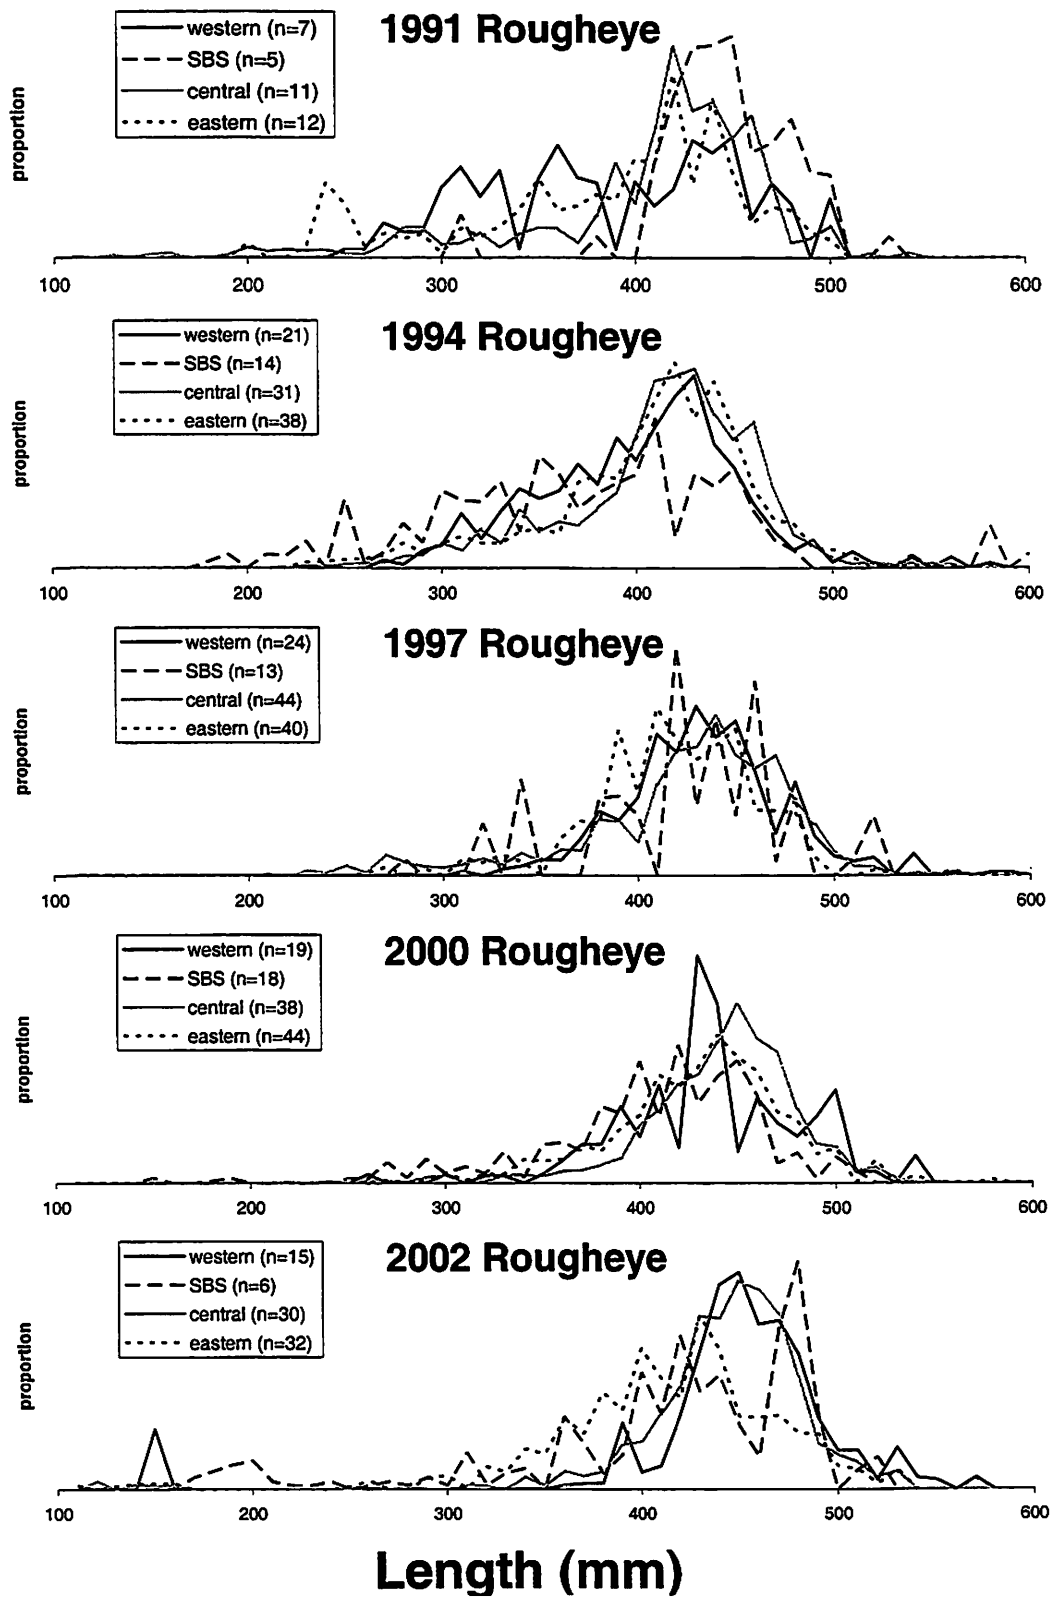 1991 Rougheye
western (n=7)
SBS (n=5)
central (n=11)
eastern (n=12)
proportion
100 200 300 400 500 600
1994 Rougheye
western (n=21)
SBS (n=14)
central (n=31)
eastern (n=38)
proportion
100 200 300 400 500 600
1997 Rougheye
western (n=24)
SBS (n=13)
central (n=44)
eastern (n=40)
proportion
100 200 300 400 500 600
2000 Rougheye
western (n=19)
SBS (n=18)
central (n=38)
eastern (n=44)
proportion
100 200 300 400 500 600
2002 Rougheye
western (n=15)
SBS (n=6)
central (n=30)
eastern (n=32)
proportion
100 200 300 400 500 600
Length (mm)